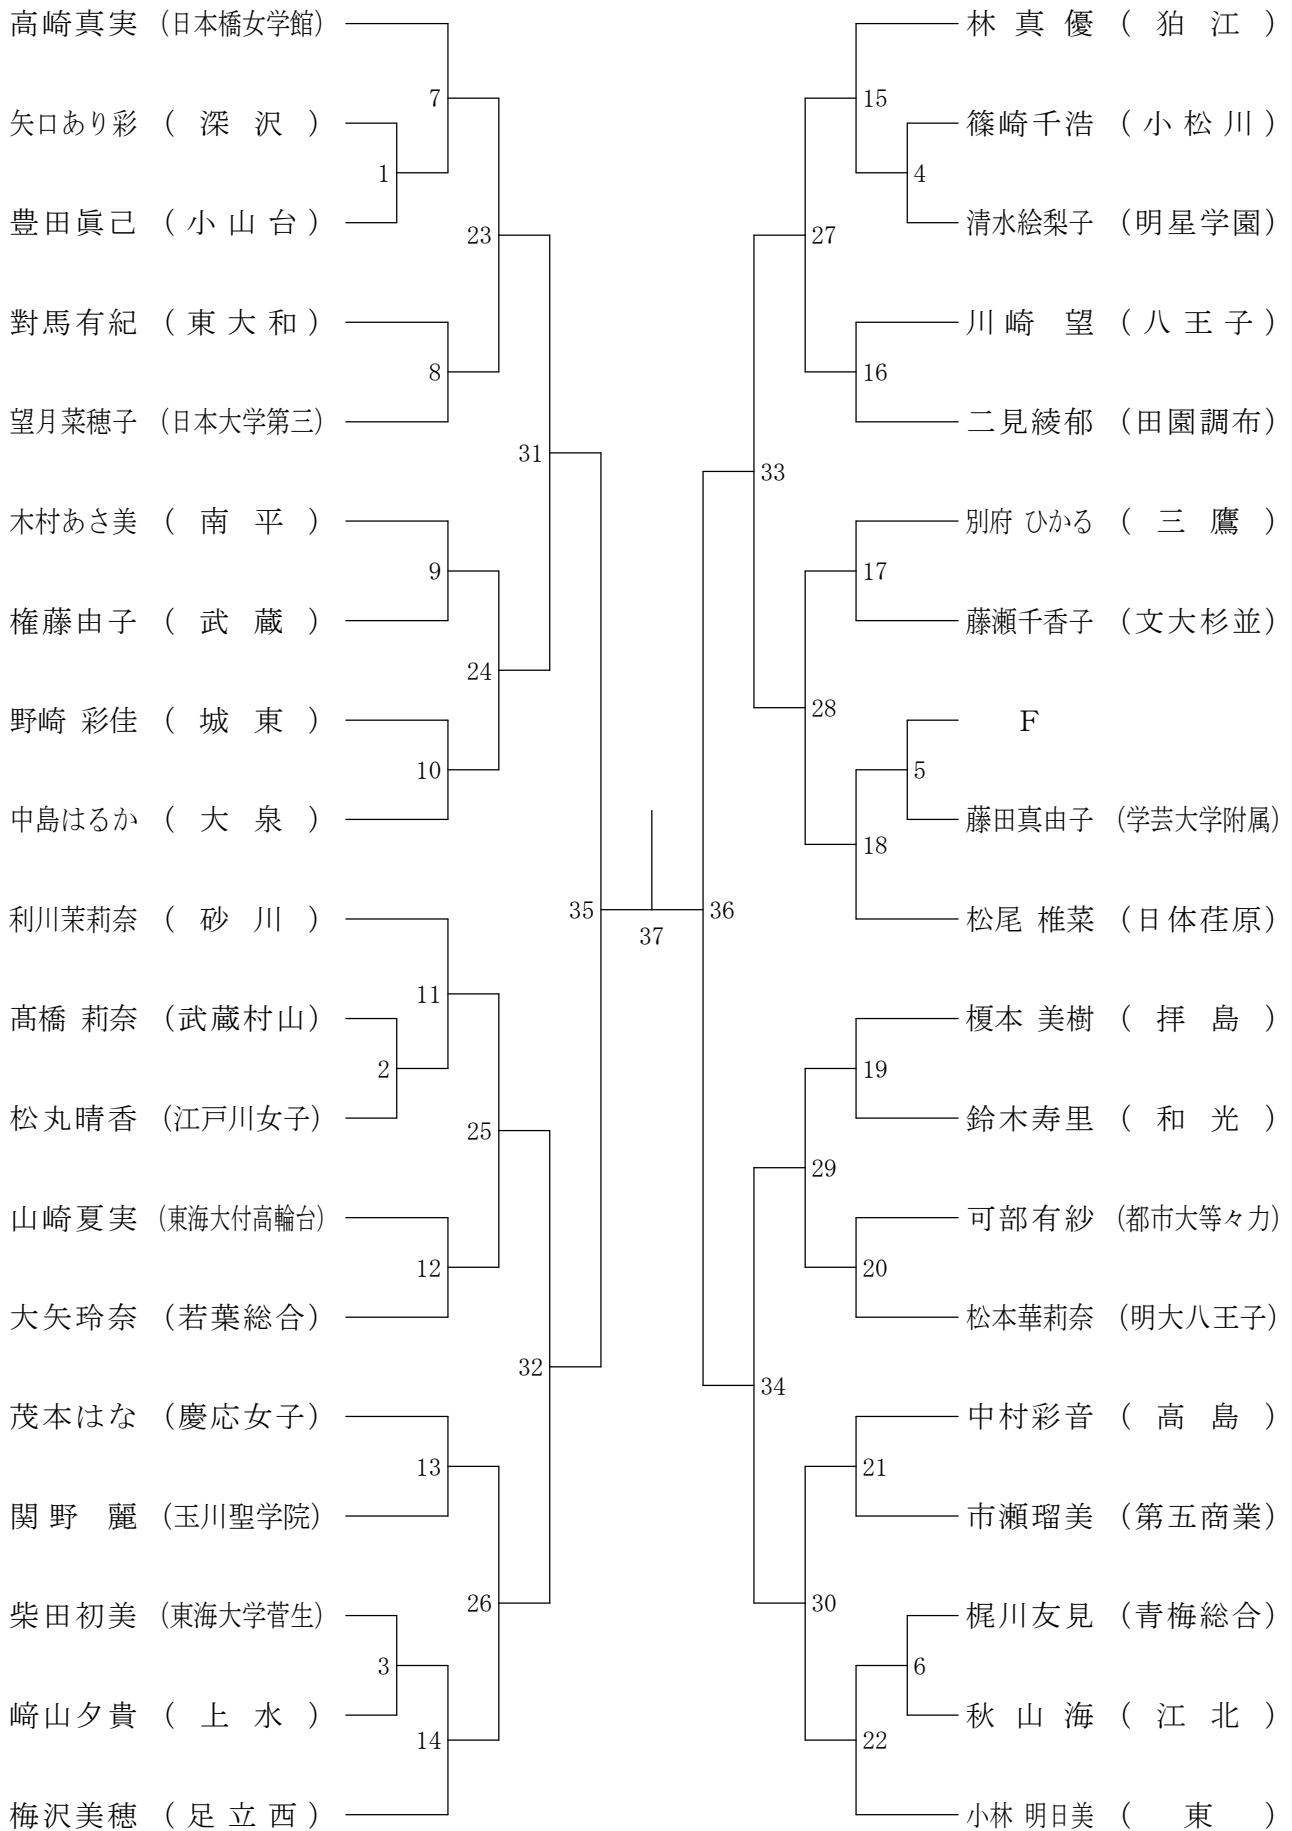 高崎真実 (日本橋女学館)
矢口あり彩 ( 深 沢 )
豊田眞己 ( 小 山 台 )
對馬有紀 ( 東 大 和 )
望月菜穂子 (日本大学第三)
木村あさ美 ( 南 平 )
権藤由子 ( 武 蔵 )
野崎 彩佳 ( 城 東 )
中島はるか ( 大 泉 )
利川茉莉奈 ( 砂 川 )
髙橋 莉奈 (武蔵村山)
松丸晴香 (江戸川女子)
山崎夏実 (東海大付高輪台)
大矢玲奈 (若葉総合)
茂本はな (慶応女子)
関野 麗 (玉川聖学院)
柴田初美 (東海大学菅生)
﨑山夕貴 ( 上 水 )
梅沢美穂 ( 足 立 西 )
1
2
3
7
8
9
10
11
12
13
14
23
24
25
26
31
32
35
37
36
33
34
27
28
29
30
15
16
17
18
19
20
21
22
4
5
6
林 真 優 ( 狛 江 )
篠崎千浩 ( 小 松 川 )
清水絵梨子 (明星学園)
川崎 望 ( 八 王 子 )
二見綾郁 (田園調布)
別府 ひかる ( 三 鷹 )
藤瀬千香子 (文大杉並)
F
藤田真由子 (学芸大学附属)
松尾 椎菜 (日体荏原)
榎本 美樹 ( 拝 島 )
鈴木寿里 ( 和 光 )
可部有紗 (都市大等々力)
松本華莉奈 (明大八王子)
中村彩音 ( 高 島 )
市瀬瑠美 (第五商業)
梶川友見 (青梅総合)
秋 山 海 ( 江 北 )
小林 明日美 ( 東 )